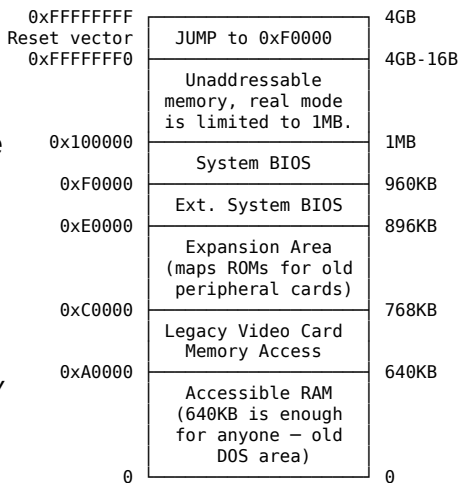 0xFFFFFFFF 4GB
Reset vector JUMP to 0xF0000
0xFFFFFFF0 4GB-16B
Unaddressable
memory, real mode
is limited to 1MB.
0x100000 1MB
System BIOS
0xF0000 960KB
Ext. System BIOS
0xE0000 896KB
Expansion Area
(maps ROMs for old
peripheral cards)
0xC0000 768KB
Legacy Video Card
Memory Access
0xA0000 640KB
Accessible RAM
(640KB is enough
for anyone – old
DOS area)
0 0